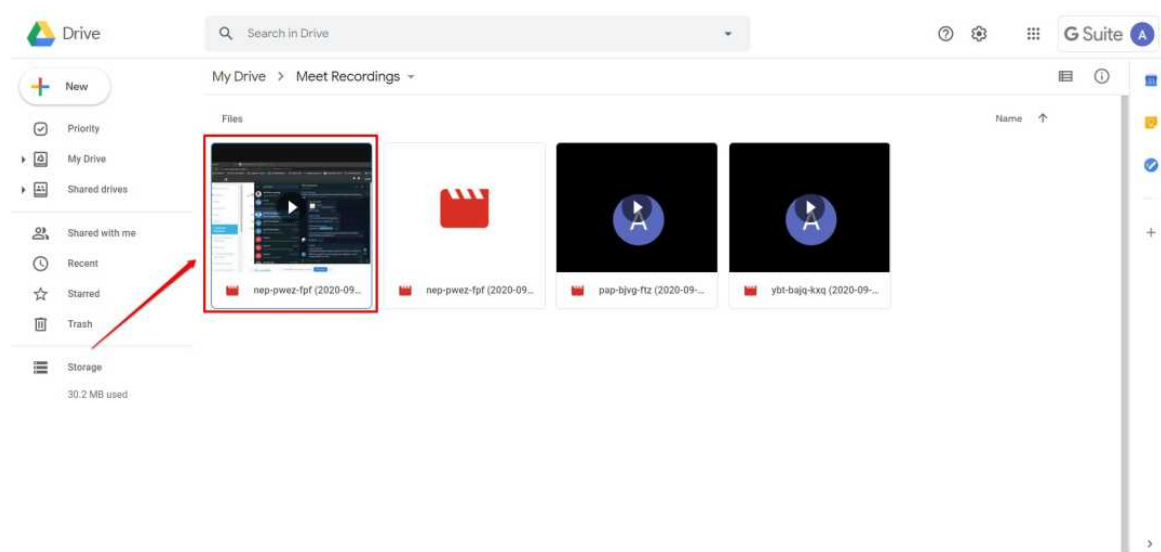 Drive
Search in Drive
G Suite
A
New
My Drive > Meet Recordings
Priority
My Drive
Shared drives
Shared with me
Recent
Starred
Trash
Storage
30.2 MB used
Files
Name
A
A
nep-pwez-fpf (2020-09...
nep-pwez-fpf (2020-09...
pap-bjvg-ftz (2020-09-...
ybt-bajq-kxq (2020-09-...